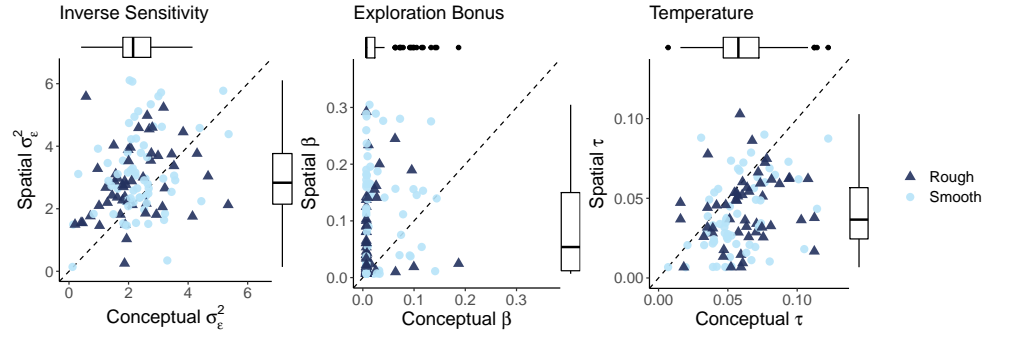 Inverse Sensitivity
Exploration Bonus
Temperature
Spatial σ²ε
6
4
2
0
0
2
4
6
Conceptual σ²ε
Spatial β
0.3
0.2
0.1
0.0
0.0
0.1
0.2
0.3
Conceptual β
Spatial τ
0.10
0.05
0.00
0.00
0.05
0.10
Conceptual τ
Rough
Smooth